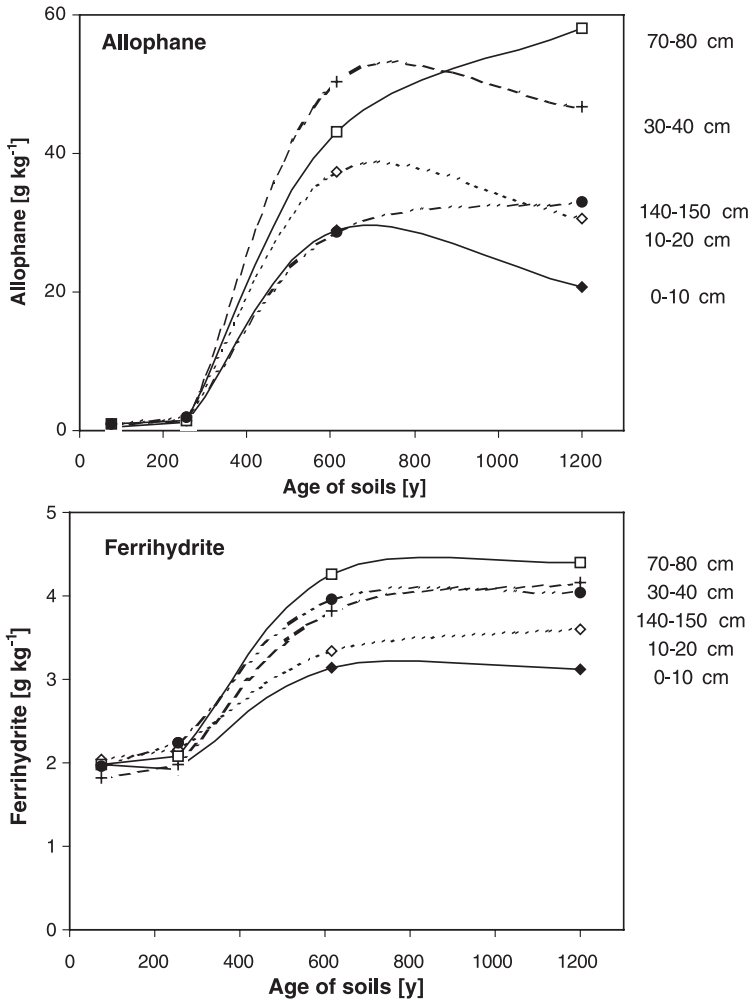 60
Allophane
70-80 cm
30-40 cm
40
140-150 cm
10-20 cm
0-10 cm
20
0
Allophane [g kg-1]
0 200 400 600 800 1000 1200
Age of soils [y]
5
Ferrihydrite
70-80 cm
30-40 cm
4
140-150 cm
10-20 cm
0-10 cm
3
2
1
0
Ferrihydrite [g kg-1]
0 200 400 600 800 1000 1200
Age of soils [y]